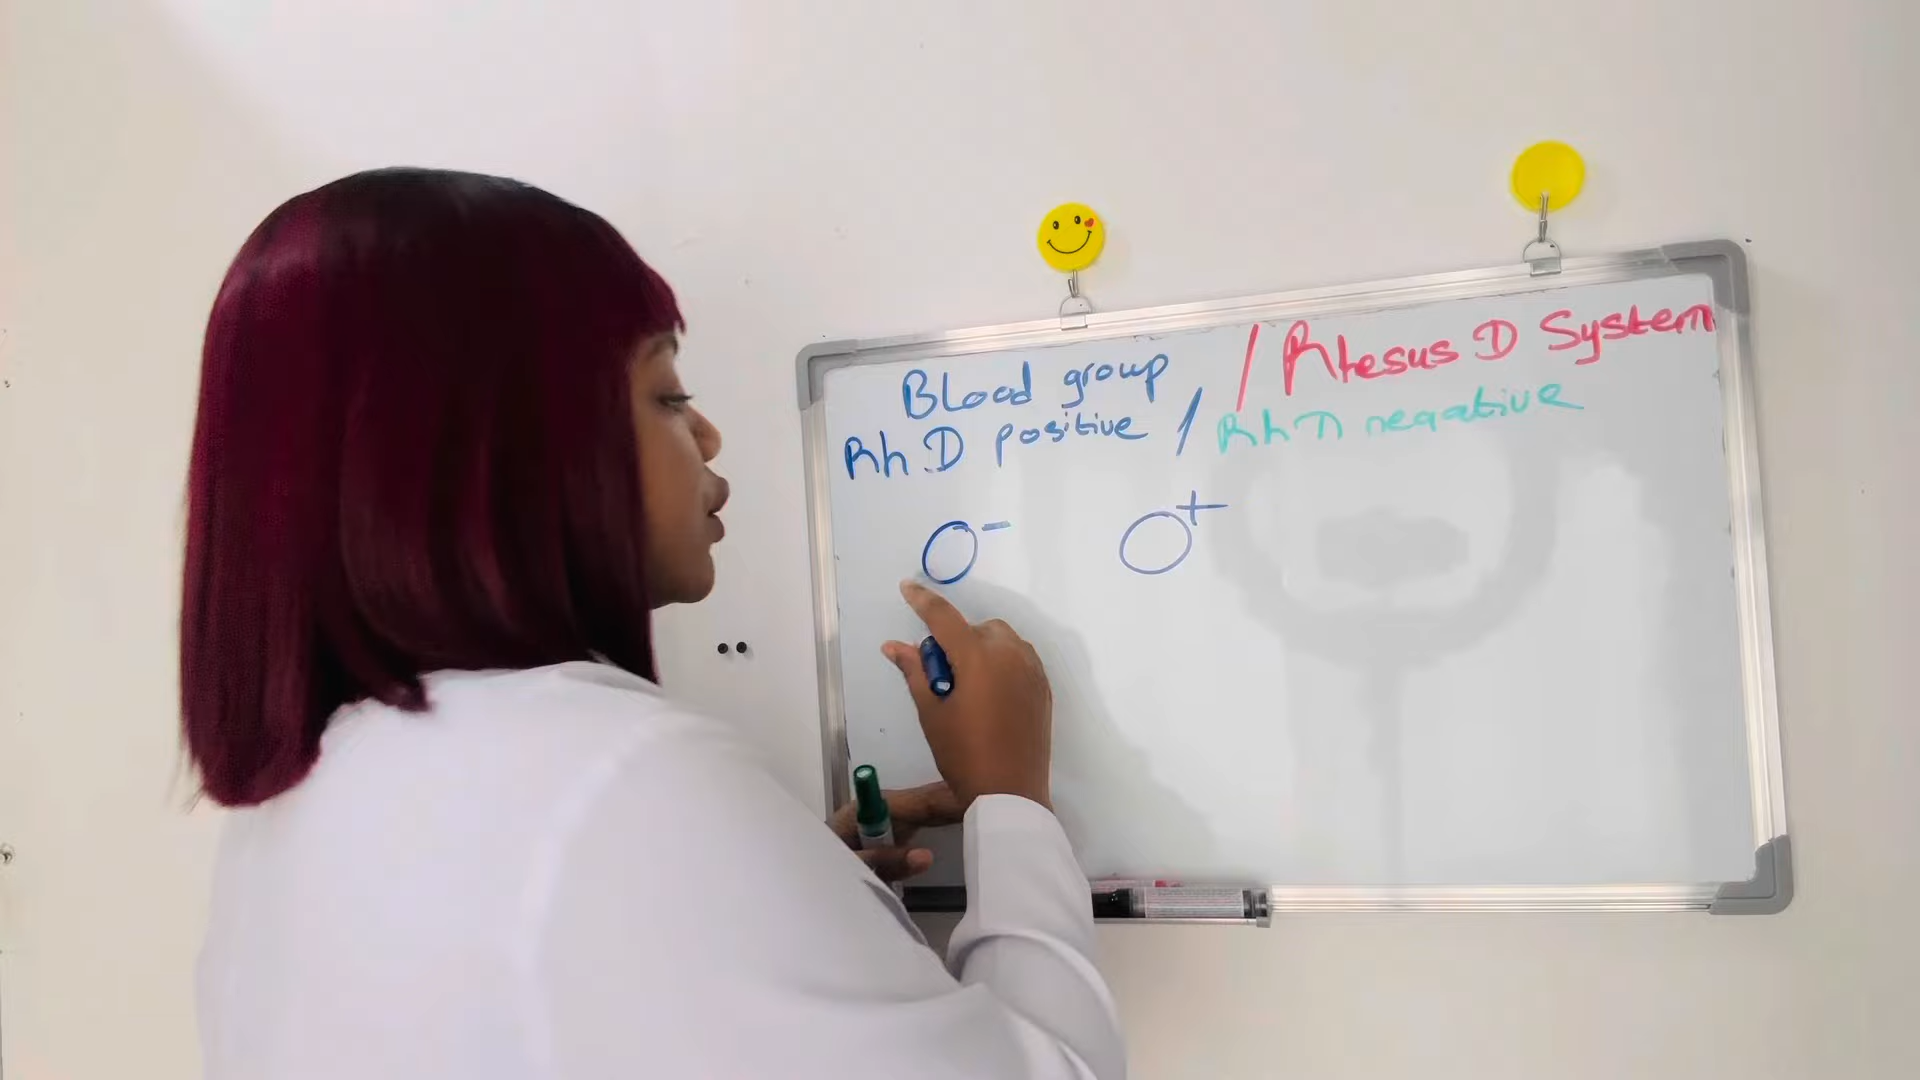 Blood group / Rhesus D System
Rh D positive / Rh D negative
O- O+